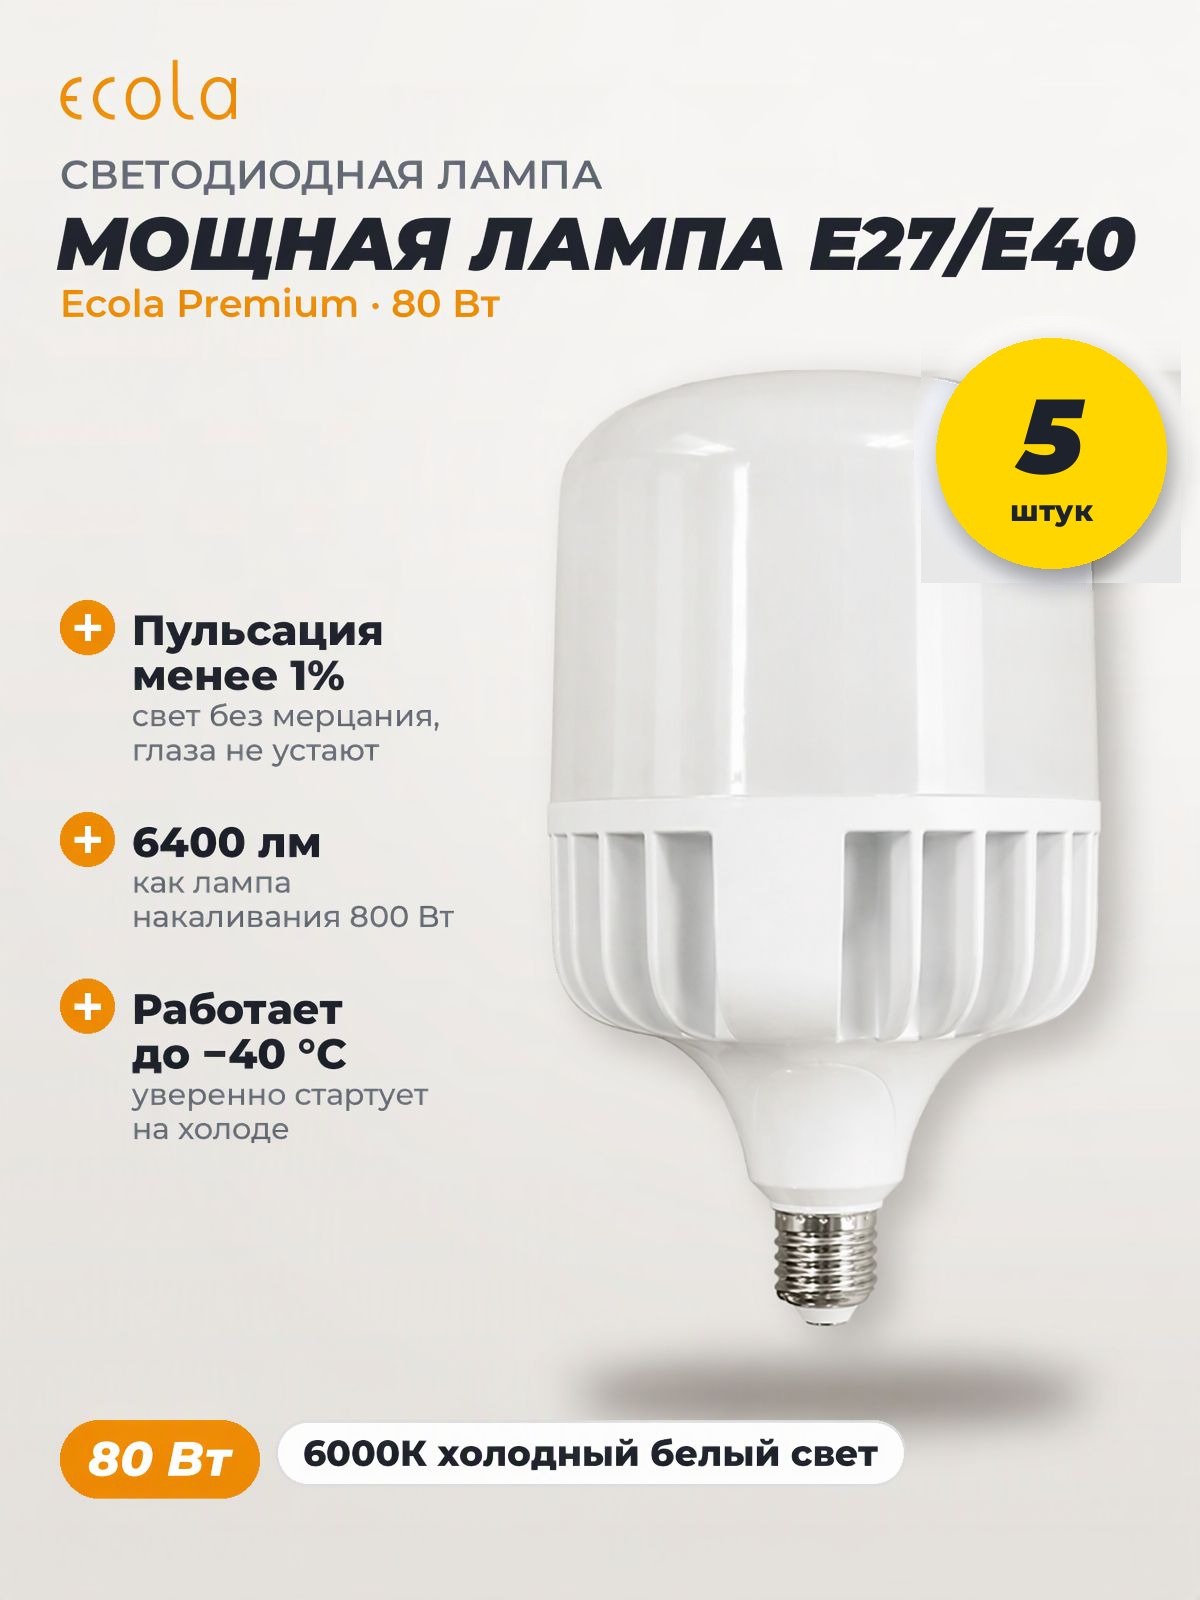 ecola
СВЕТОДИОДНАЯ ЛАМПА
МОЩНАЯ ЛАМПА E27/E40
Ecola Premium · 80 Вт
5
штук
Пульсация
менее 1%
свет без мерцания,
глаза не устают
6400 лм
как лампа
накаливания 800 Вт
Работает
до −40 °C
уверенно стартует
на холоде
80 Вт
6000К холодный белый свет